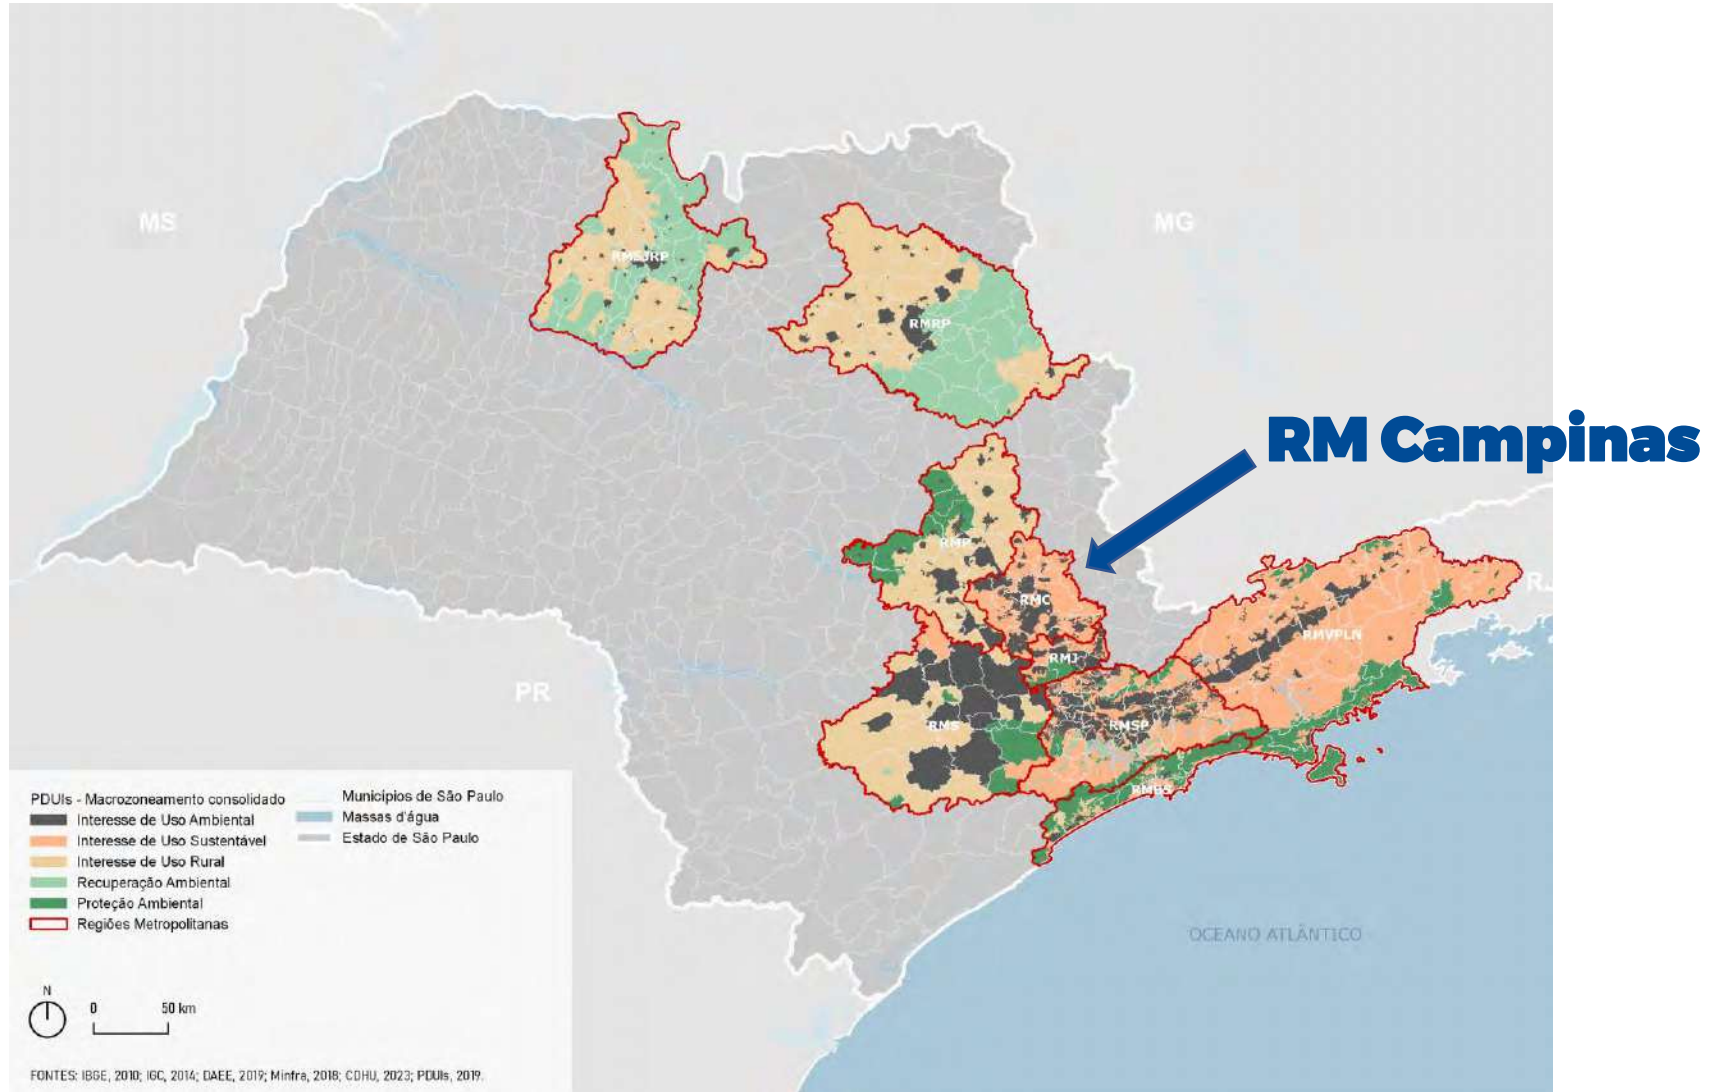 MS
MG
RMSJRP
RMRP
RM Campinas
RMP
RMC
RJ
RMVPLN
RMJ
PR
RMS
RMSP
RMBS
OCEANO ATLÂNTICO
PDUIs - Macrozoneamento consolidado
Interesse de Uso Ambiental
Interesse de Uso Sustentável
Interesse de Uso Rural
Recuperação Ambiental
Proteção Ambiental
Regiões Metropolitanas
Municípios de São Paulo
Massas d'água
Estado de São Paulo
N
0 50 km
FONTES: IBGE, 2010; IGC, 2014; DAEE, 2019; Minfra, 2018; CDHU, 2023; PDUIs, 2019.